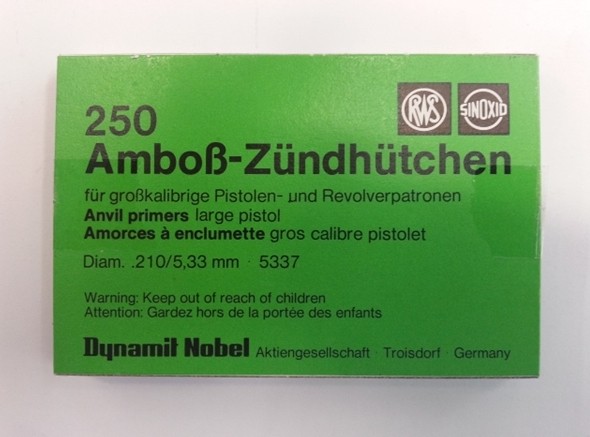 250
RWS SINOXID
Amboß-Zündhütchen
für großkalibrige Pistolen- und Revolverpatronen
Anvil primers large pistol
Amorces à enclumette gros calibre pistolet
Diam. .210/5,33 mm · 5337
Warning: Keep out of reach of children
Attention: Gardez hors de la portée des enfants
Dynamit Nobel Aktiengesellschaft · Troisdorf · Germany